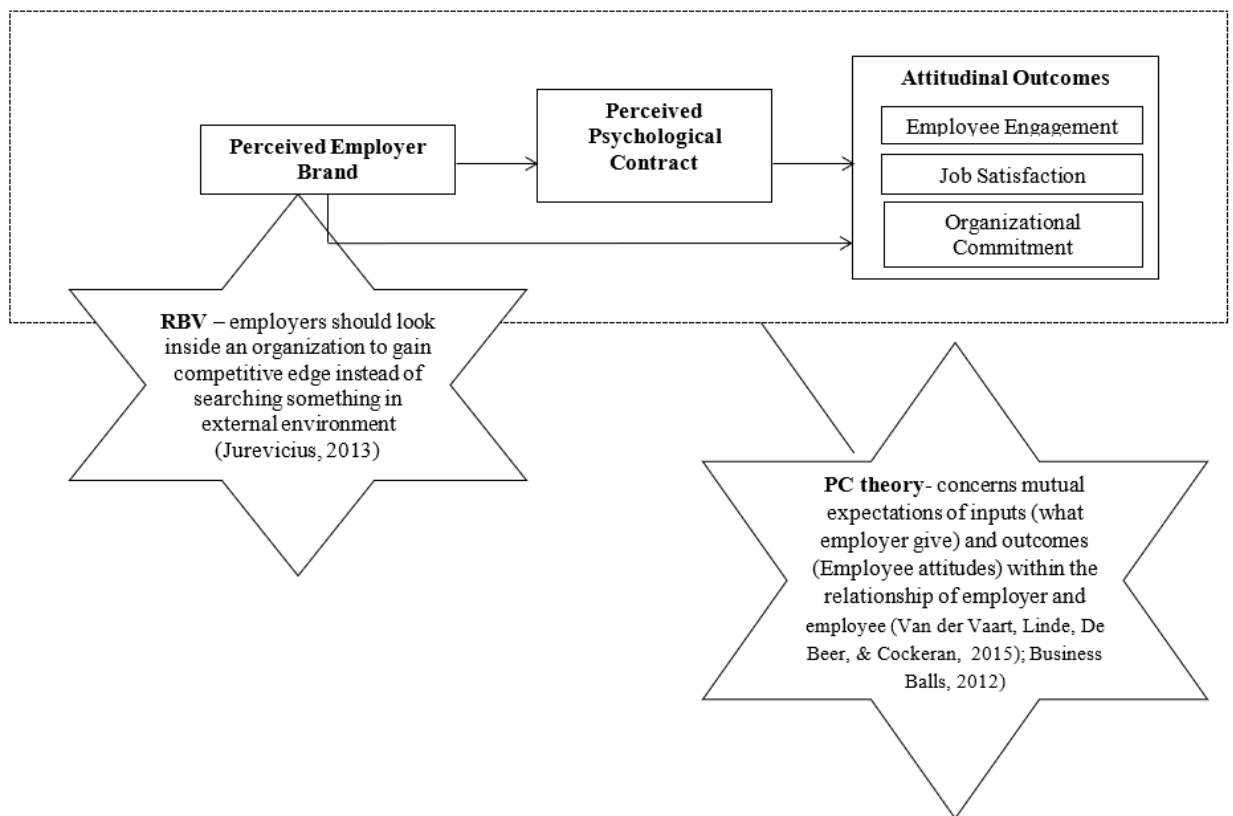 Perceived Employer
Brand
Perceived
Psychological
Contract
Attitudinal Outcomes
Employee Engagement
Job Satisfaction
Organizational
Commitment
RBV – employers should look
inside an organization to gain
competitive edge instead of
searching something in
external environment
(Jurevicius, 2013)
PC theory- concerns mutual
expectations of inputs (what
employer give) and outcomes
(Employee attitudes) within the
relationship of employer and
employee (Van der Vaart, Linde, De
Beer, & Cockeran, 2015); Business
Balls, 2012)